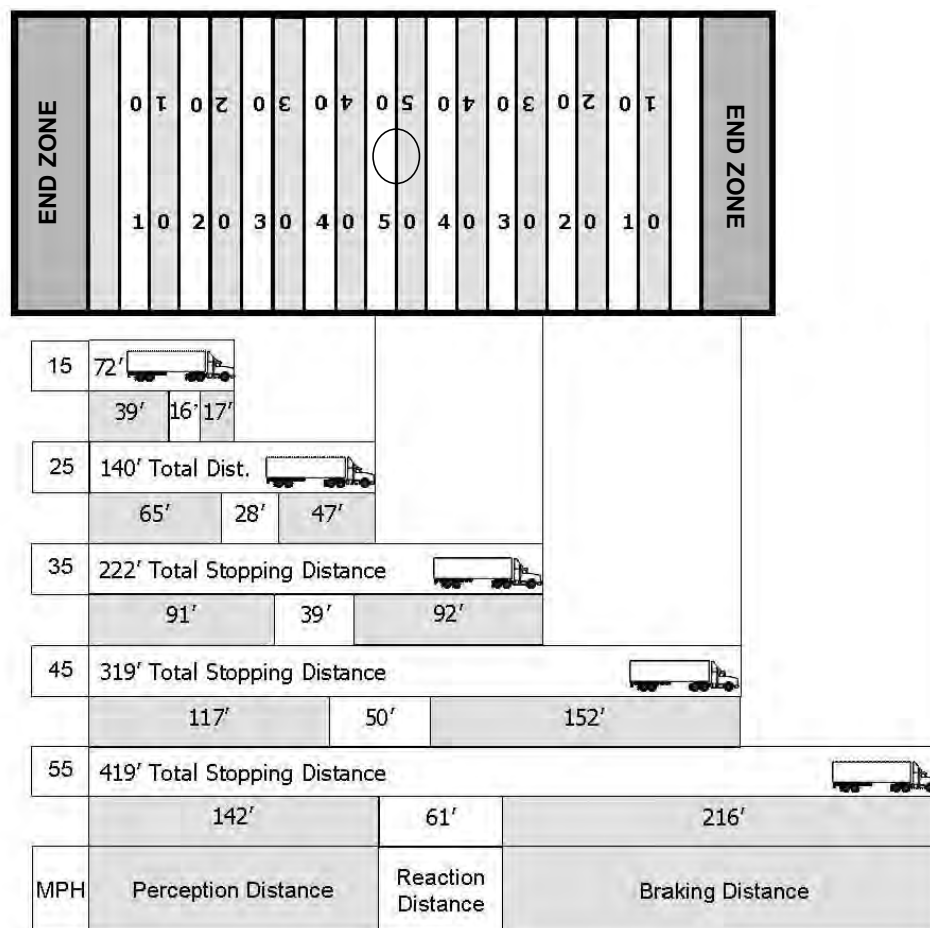 END ZONE
10 20 30 40 50 40 30 20 10
10 20 30 40 50 40 30 20 10
END ZONE
15 72'
39' 16' 17'
25 140' Total Dist.
65' 28' 47'
35 222' Total Stopping Distance
91' 39' 92'
45 319' Total Stopping Distance
117' 50' 152'
55 419' Total Stopping Distance
142' 61' 216'
MPH Perception Distance Reaction Distance Braking Distance